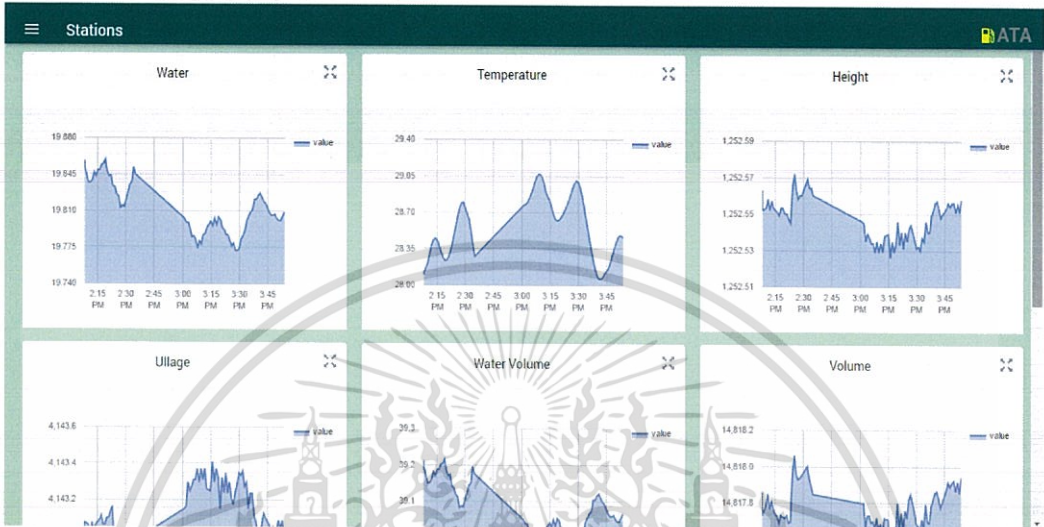 Stations
ATA
Water
19.880
19.845
19.810
19.775
19.740
value
2:15 PM
2:30 PM
2:45 PM
3:00 PM
3:15 PM
3:30 PM
3:45 PM
Temperature
29.40
29.05
28.70
28.35
28.00
value
2:15 PM
2:30 PM
2:45 PM
3:00 PM
3:15 PM
3:30 PM
3:45 PM
Height
1,252.59
1,252.57
1,252.55
1,252.53
1,252.51
value
2:15 PM
2:30 PM
2:45 PM
3:00 PM
3:15 PM
3:30 PM
3:45 PM
Ullage
4,143.6
4,143.4
4,143.2
value
Water Volume
39.3
39.2
39.1
value
Volume
14,818.2
14,818.0
14,817.8
value